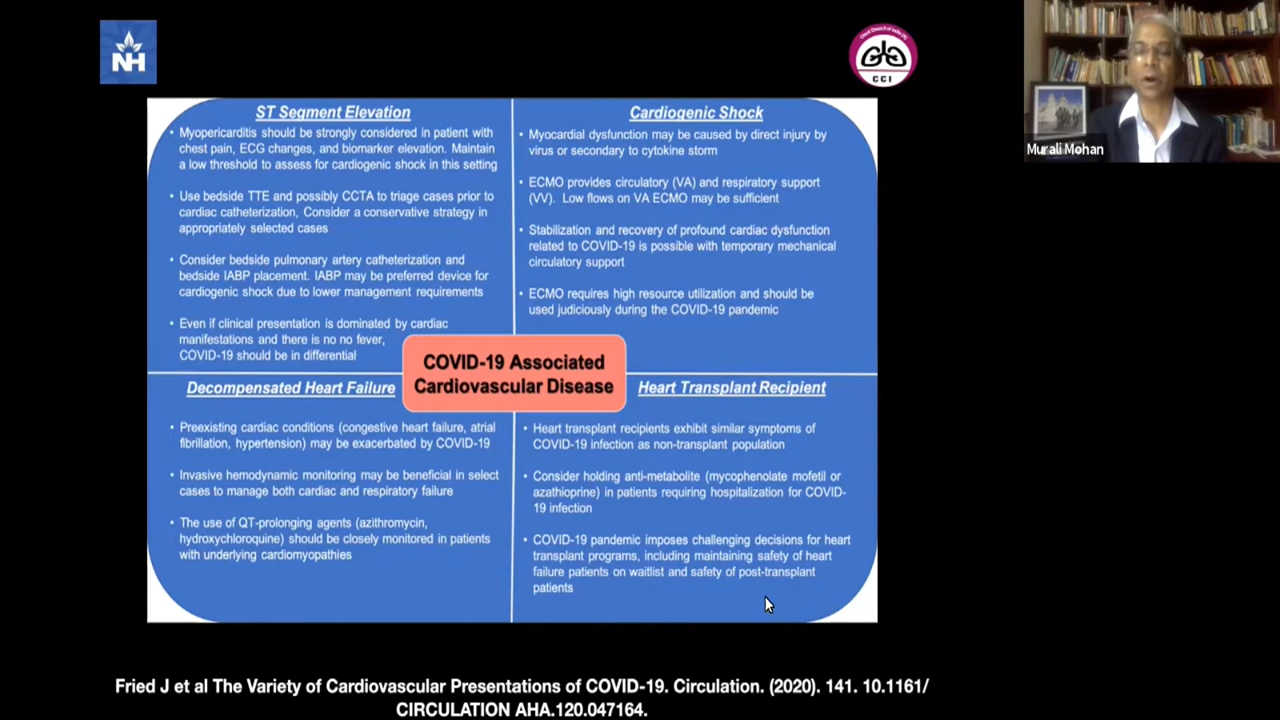 NH
CCI
Murali Mohan
ST Segment Elevation
• Myopericarditis should be strongly considered in patient with
chest pain, ECG changes, and biomarker elevation. Maintain
a low threshold to assess for cardiogenic shock in this setting
• Use bedside TTE and possibly CCTA to triage cases prior to
cardiac catheterization, Consider a conservative strategy in
appropriately selected cases
• Consider bedside pulmonary artery catheterization and
bedside IABP placement. IABP may be preferred device for
cardiogenic shock due to lower management requirements
• Even if clinical presentation is dominated by cardiac
manifestations and there is no no fever,
COVID-19 should be in differential
Cardiogenic Shock
• Myocardial dysfunction may be caused by direct injury by
virus or secondary to cytokine storm
• ECMO provides circulatory (VA) and respiratory support
(VV). Low flows on VA ECMO may be sufficient
• Stabilization and recovery of profound cardiac dysfunction
related to COVID-19 is possible with temporary mechanical
circulatory support
• ECMO requires high resource utilization and should be
used judiciously during the COVID-19 pandemic
COVID-19 Associated
Cardiovascular Disease
Decompensated Heart Failure
• Preexisting cardiac conditions (congestive heart failure, atrial
fibrillation, hypertension) may be exacerbated by COVID-19
• Invasive hemodynamic monitoring may be beneficial in select
cases to manage both cardiac and respiratory failure
• The use of QT-prolonging agents (azithromycin,
hydroxychloroquine) should be closely monitored in patients
with underlying cardiomyopathies
Heart Transplant Recipient
• Heart transplant recipients exhibit similar symptoms of
COVID-19 infection as non-transplant population
• Consider holding anti-metabolite (mycophenolate mofetil or
azathioprine) in patients requiring hospitalization for COVID-
19 infection
• COVID-19 pandemic imposes challenging decisions for heart
transplant programs, including maintaining safety of heart
failure patients on waitlist and safety of post-transplant
patients
Fried J et al The Variety of Cardiovascular Presentations of COVID-19. Circulation. (2020). 141. 10.1161/
CIRCULATION AHA.120.047164.